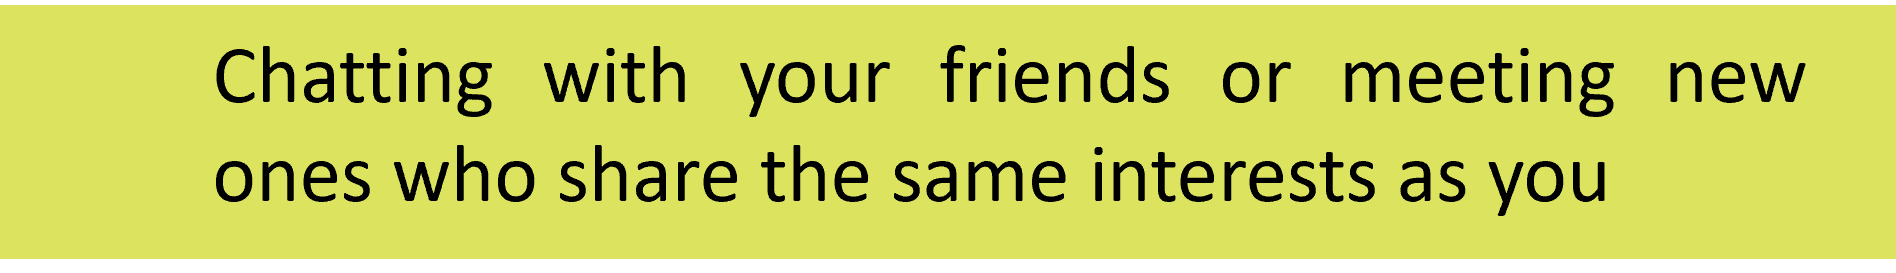 Chatting with your friends or meeting new
ones who share the same interests as you